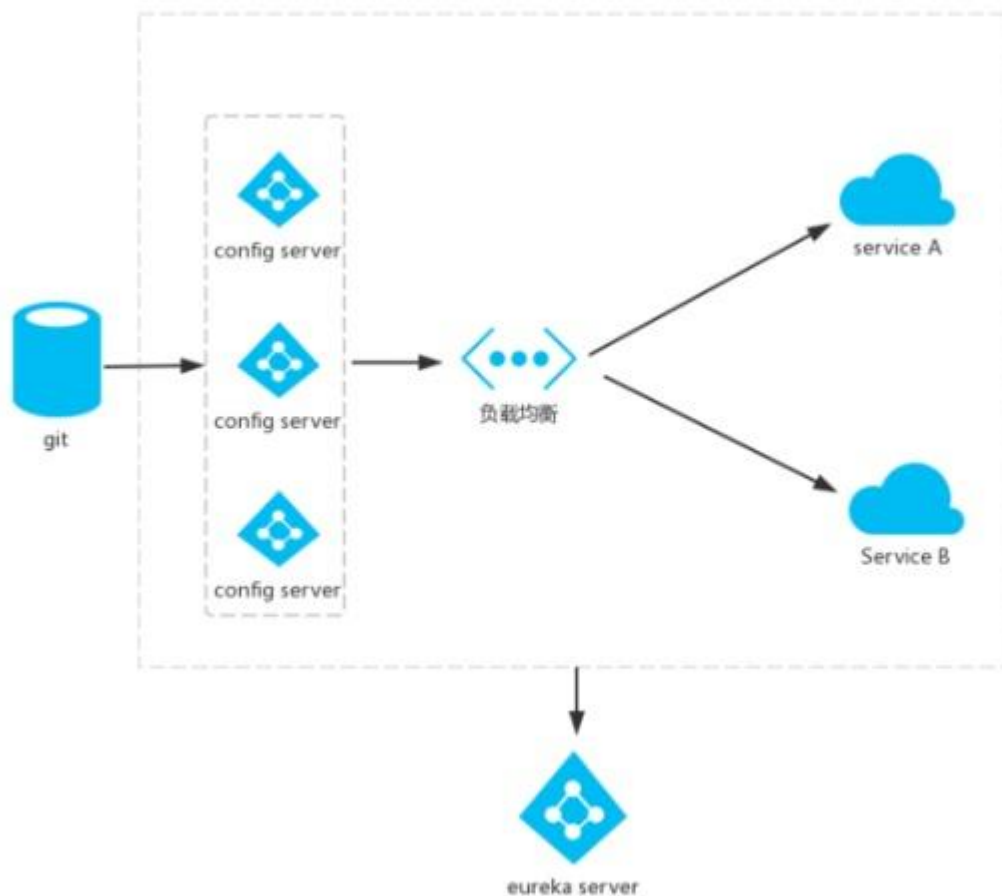 config server
service A
git
config server
负载均衡
config server
Service B
eureka server